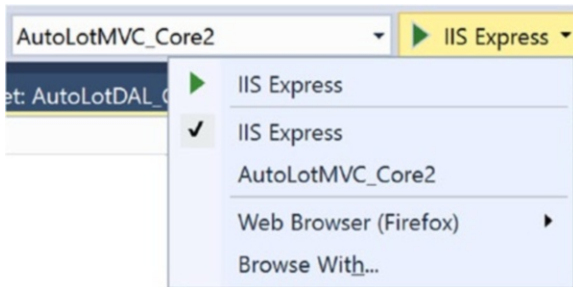 AutoLotMVC_Core2
IIS Express
et: AutoLotDAL_
IIS Express
IIS Express
AutoLotMVC_Core2
Web Browser (Firefox)
Browse With...